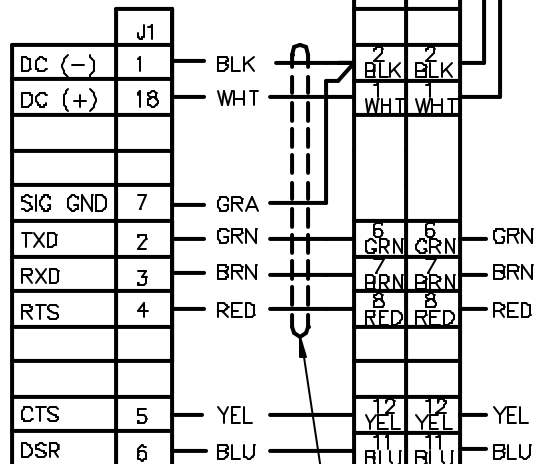 J1
2 2
DC (-) 1 BLK BLK BLK
1 1
DC (+) 18 WHT WHT WHT
SIG GND 7 GRA
6 6
TXD 2 GRN GRN GRN GRN
7 7
RXD 3 BRN BRN BRN BRN
8 8
RTS 4 RED RED RED RED
12 12
CTS 5 YEL YEL YEL YEL
11 11
DSR 6 BLU BLU BLU BLU